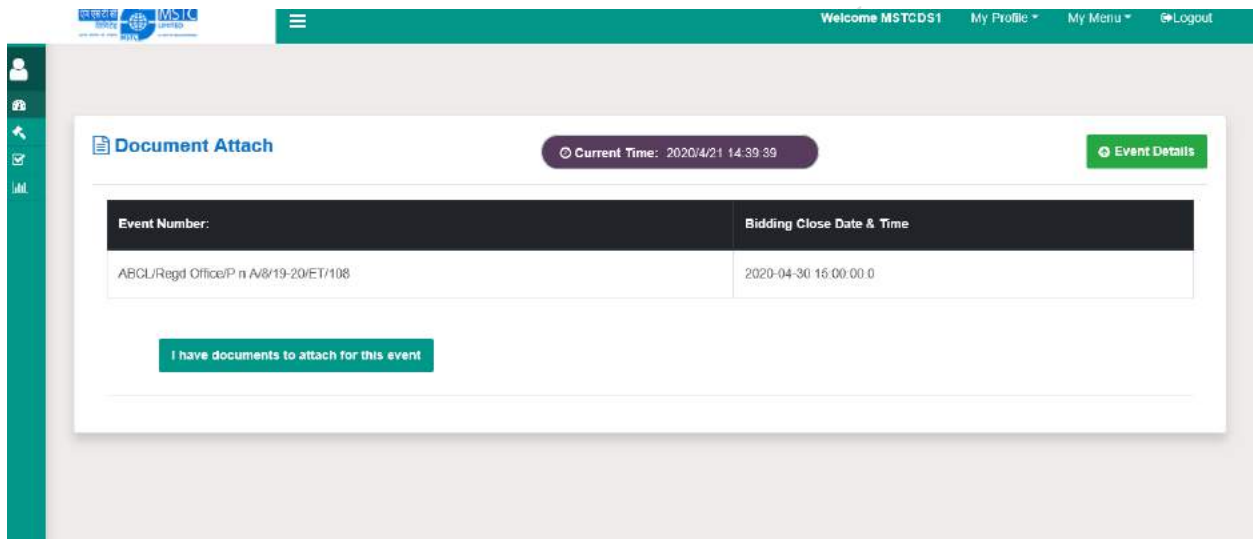 एमएसटीसी MSTC
लिमिटेड LIMITED
Welcome MSTCDS1 My Profile My Menu Logout
Document Attach
Current Time: 2020/4/21 14:39:39
Event Details
Event Number: Bidding Close Date & Time
ABCL/Regd Office/P n A/8/19-20/ET/108 2020-04-30 15:00:00.0
I have documents to attach for this event